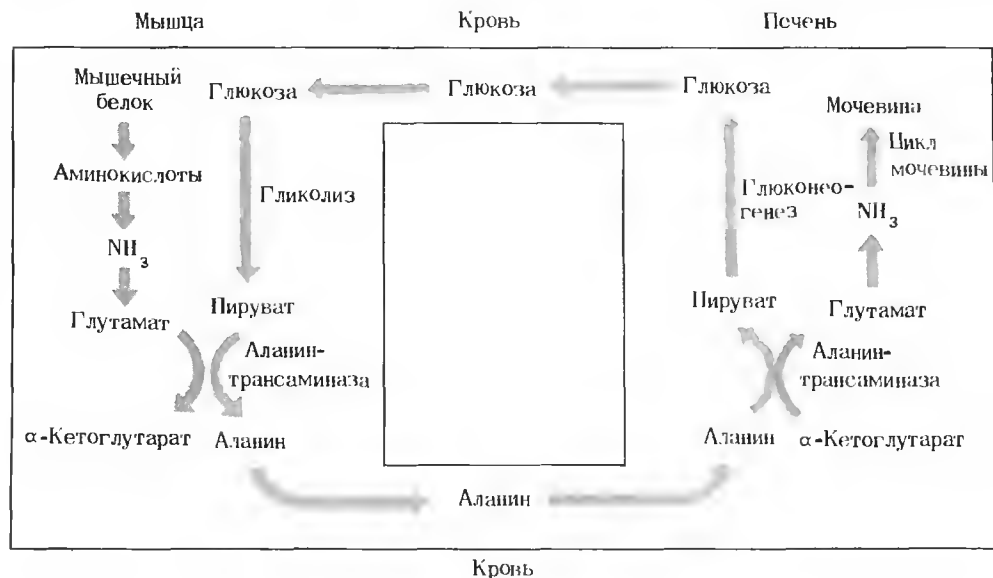 Мышца
Кровь
Печень
Мышечный
белок
Глюкоза
Глюкоза
Глюкоза
Мочевина
Цикл
мочевины
Аминокислоты
Гликолиз
Глюконео-
генез
NH3
NH3
Глутамат
Пируват
Пируват
Глутамат
Аланин-
трансаминаза
Аланин-
трансаминаза
α-Кетоглутарат
Аланин
Аланин
α-Кетоглутарат
Аланин
Кровь